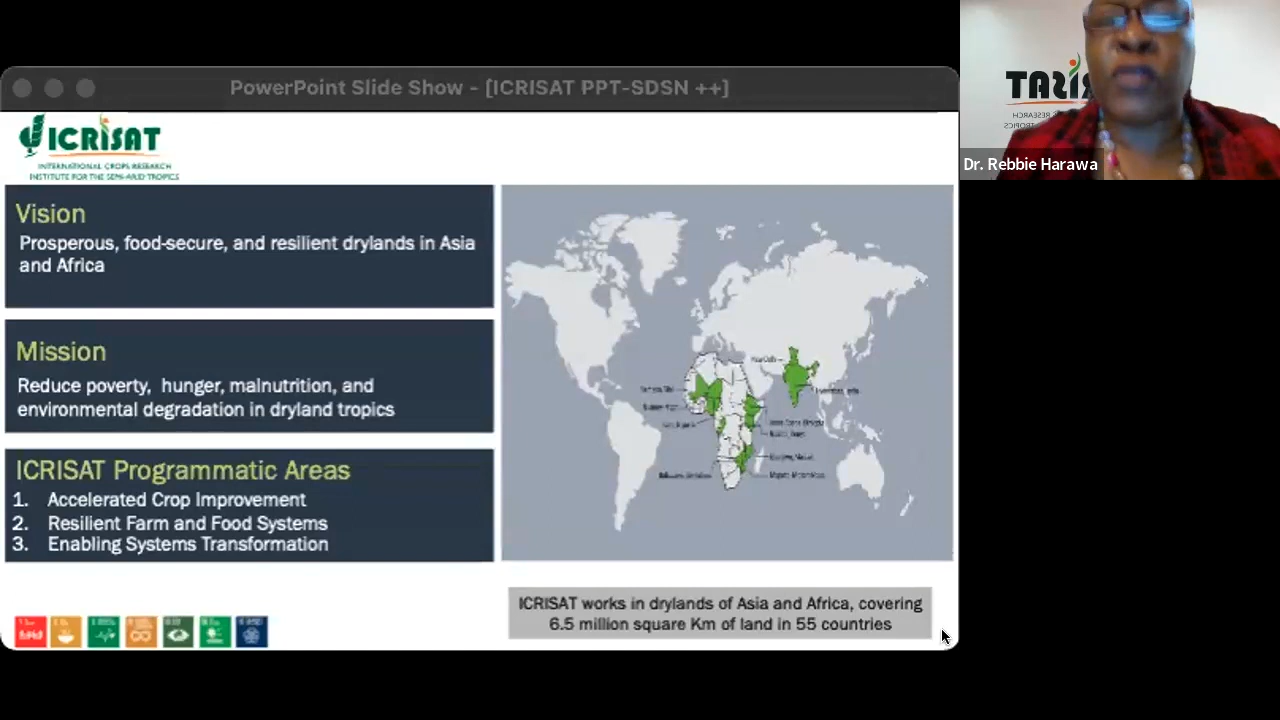 PowerPoint Slide Show - [ICRISAT PPT-SDSN ++]
ICRISAT
INTERNATIONAL CROPS RESEARCH
INSTITUTE FOR THE SEMI-ARID TROPICS
Vision
Prosperous, food-secure, and resilient drylands in Asia
and Africa
Mission
Reduce poverty, hunger, malnutrition, and
environmental degradation in dryland tropics
ICRISAT Programmatic Areas
1. Accelerated Crop Improvement
2. Resilient Farm and Food Systems
3. Enabling Systems Transformation
ICRISAT works in drylands of Asia and Africa, covering
6.5 million square Km of land in 55 countries
Dr. Rebbie Harawa